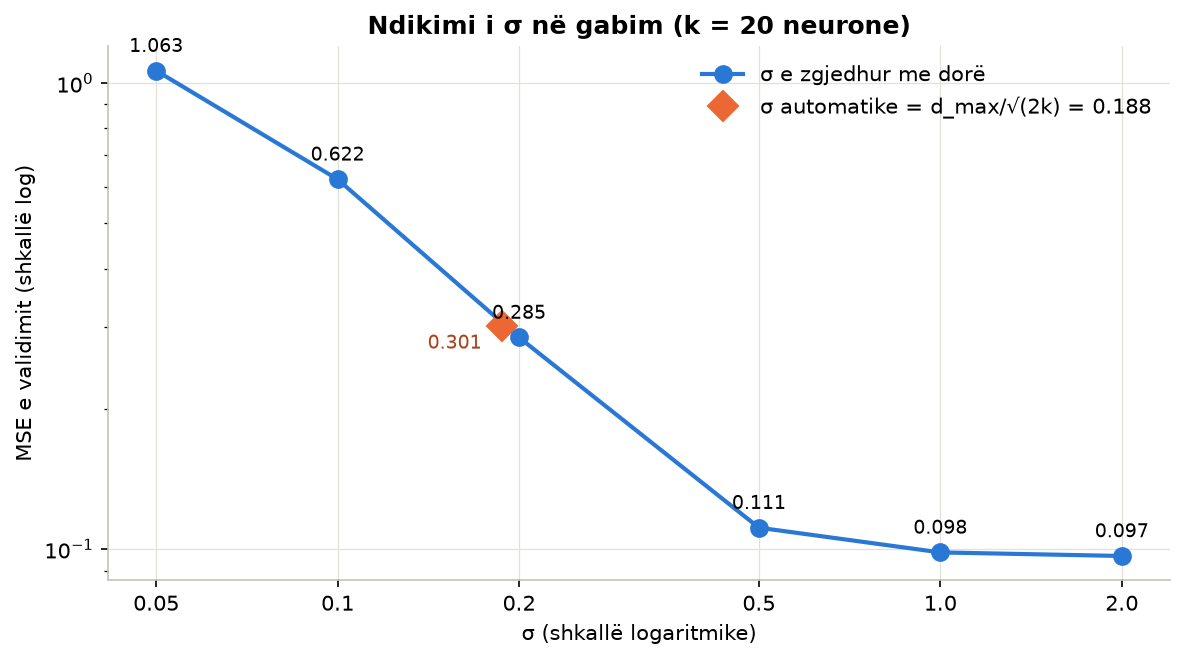 Ndikimi i σ në gabim (k = 20 neurone)
σ e zgjedhur me dorë
σ automatike = d_max/√(2k) = 0.188
MSE e validimit (shkallë log)
10⁰
10⁻¹
1.063
0.622
0.285
0.301
0.111
0.098
0.097
0.05 0.1 0.2 0.5 1.0 2.0
σ (shkallë logaritmike)